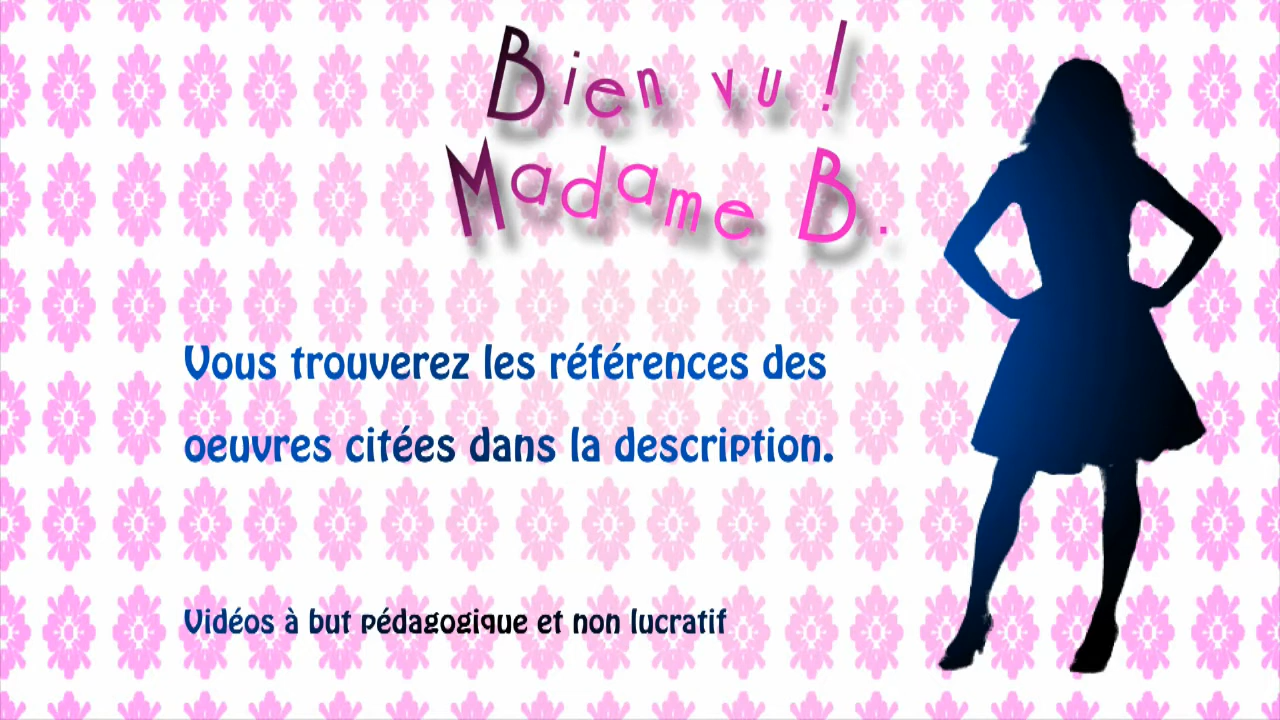 Bien vu !
Madame B.
Vous trouverez les références des
oeuvres citées dans la description.
Vidéos à but pédagogique et non lucratif